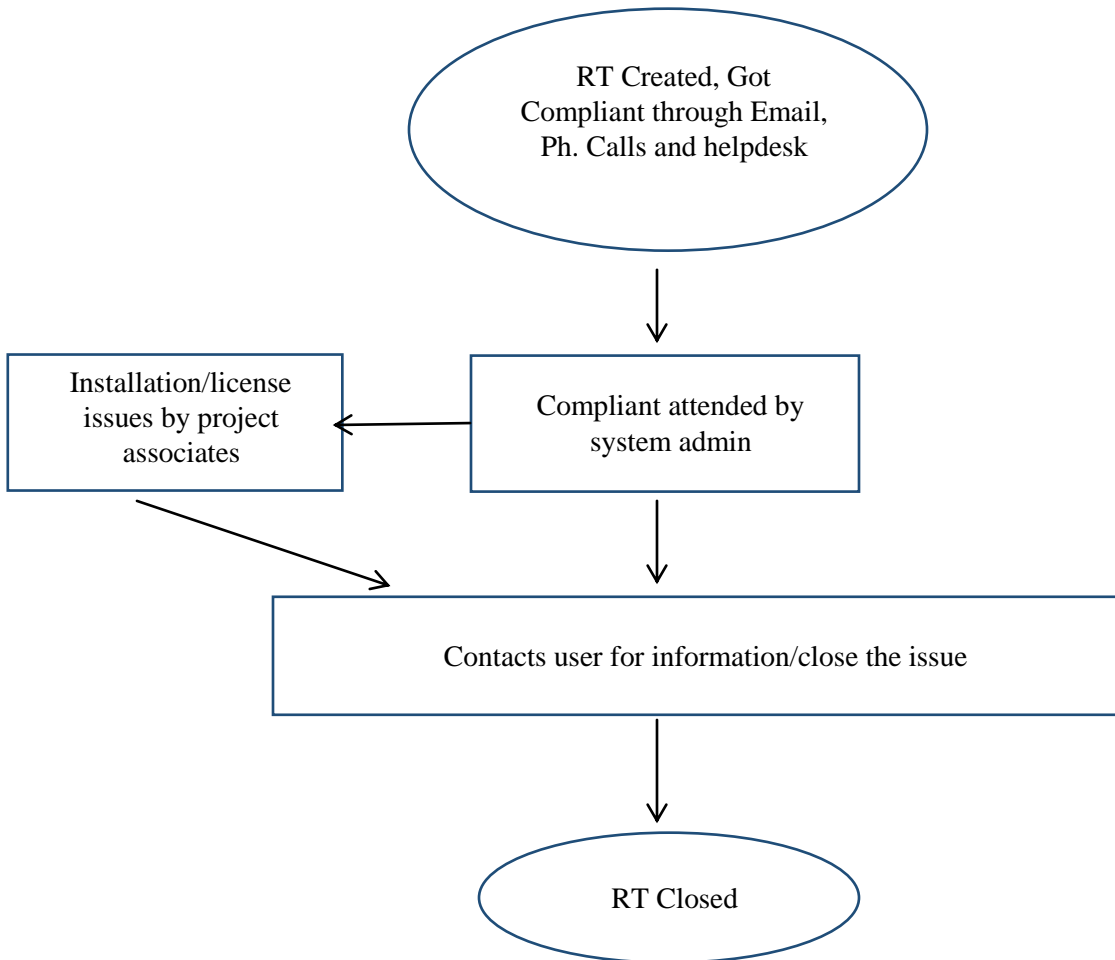 RT Created, Got
Compliant through Email,
Ph. Calls and helpdesk
Installation/license
issues by project
associates
Compliant attended by
system admin
Contacts user for information/close the issue
RT Closed